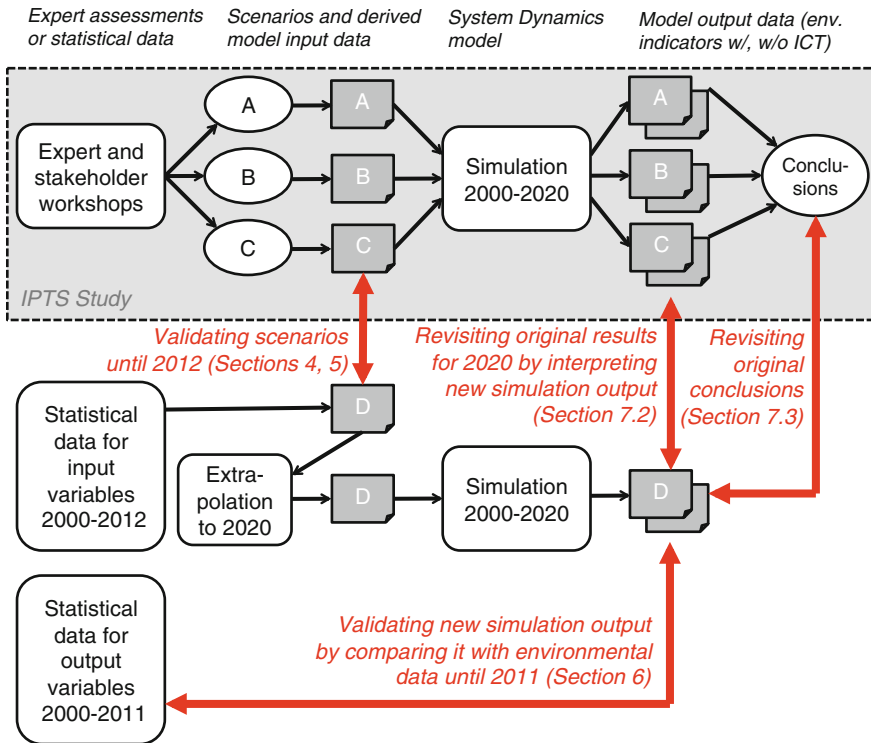 Expert assessments
or statistical data
Scenarios and derived
model input data
System Dynamics
model
Model output data (env.
indicators w/, w/o ICT)
Expert and
stakeholder
workshops
A
B
C
A
B
C
Simulation
2000-2020
A
B
C
Conclu-
sions
IPTS Study
Validating scenarios
until 2012 (Sections 4, 5)
Revisiting original results
for 2020 by interpreting
new simulation output
(Section 7.2)
Revisiting
original
conclusions
(Section 7.3)
Statistical
data for
input
variables
2000-2012
D
Extra-
polation
to 2020
D
Simulation
2000-2020
D
Statistical
data for
output
variables
2000-2011
Validating new simulation output
by comparing it with environmental
data until 2011 (Section 6)